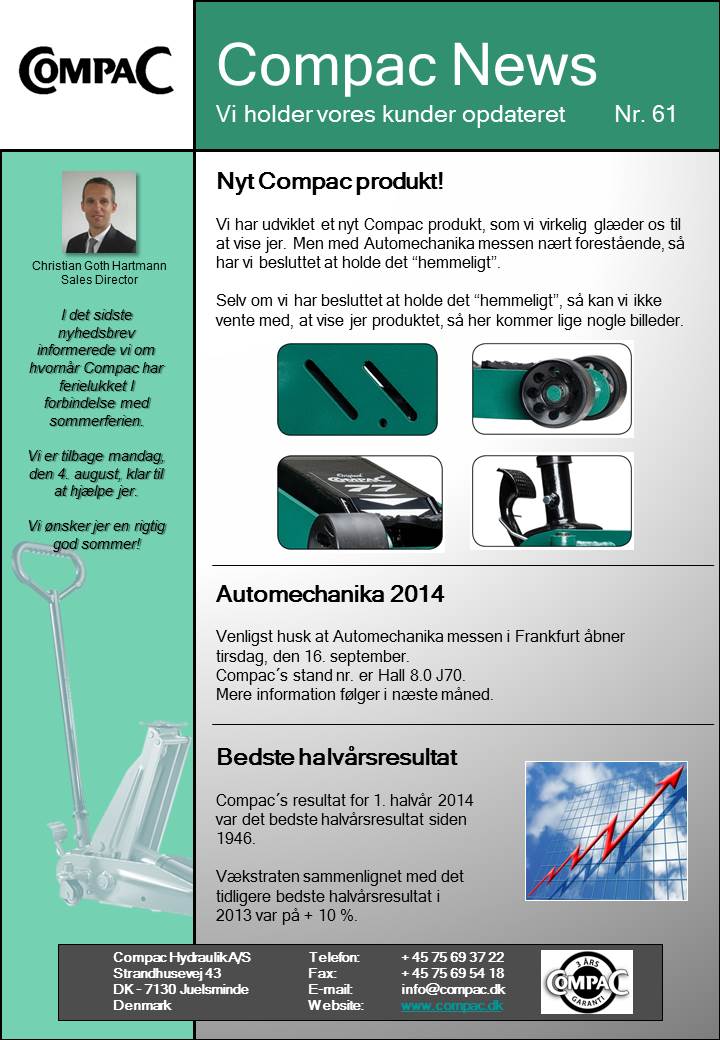 COMPAC
Compac News
Vi holder vores kunder opdateret Nr. 61
Christian Goth Hartmann
Sales Director
I det sidste
nyhedsbrev
informerede vi om
hvornår Compac har
ferielukket I
forbindelse med
sommerferien.
Vi er tilbage mandag,
den 4. august, klar til
at hjælpe jer.
Vi ønsker jer en rigtig
god sommer!
Nyt Compac produkt!
Vi har udviklet et nyt Compac produkt, som vi virkelig glæder os til
at vise jer. Men med Automechanika messen nært forestående, så
har vi besluttet at holde det “hemmeligt”.
Selv om vi har besluttet at holde det “hemmeligt”, så kan vi ikke
vente med, at vise jer produktet, så her kommer lige nogle billeder.
Original
COMPAC
77
Automechanika 2014
Venligst husk at Automechanika messen i Frankfurt åbner
tirsdag, den 16. september.
Compac´s stand nr. er Hall 8.0 J70.
Mere information følger i næste måned.
Bedste halvårsresultat
Compac´s resultat for 1. halvår 2014
var det bedste halvårsresultat siden
1946.
Vækstraten sammenlignet med det
tidligere bedste halvårsresultat i
2013 var på + 10 %.
Compac Hydraulik A/S Telefon: + 45 75 69 37 22
Strandhusevej 43 Fax: + 45 75 69 54 18
DK - 7130 Juelsminde E-mail: info@compac.dk
Denmark Website: www.compac.dk
3 ÅRS
COMPAC
GARANTI